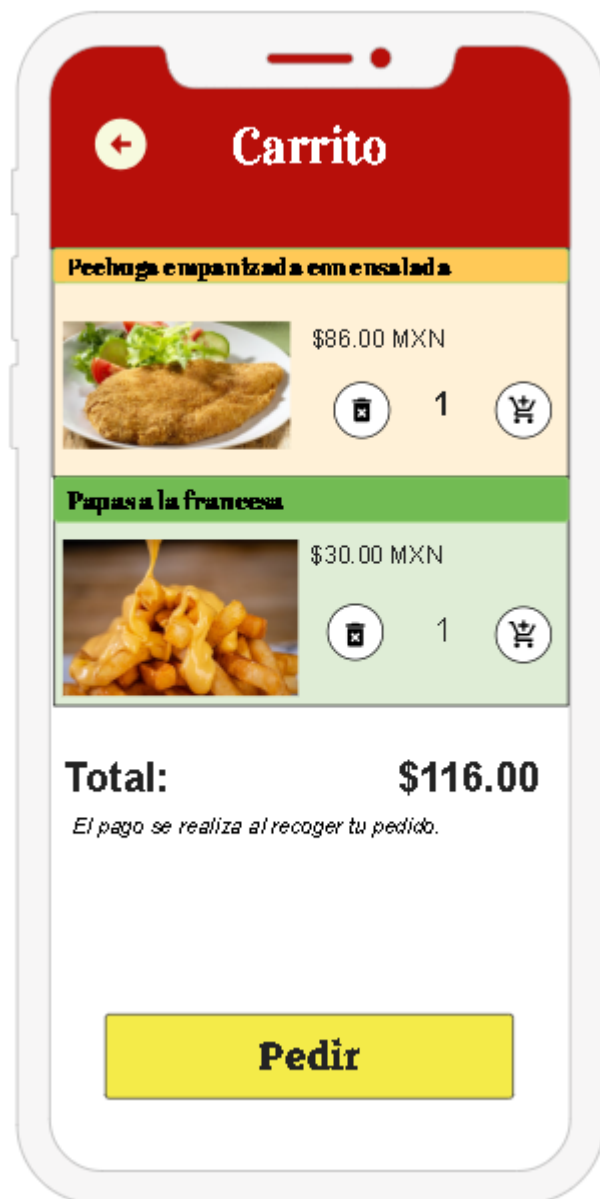 Carrito
Pechuga empanizada con ensalada
$86.00 MXN
1
Papas a la francesa
$30.00 MXN
1
Total: $116.00
El pago se realiza al recoger tu pedido.
Pedir